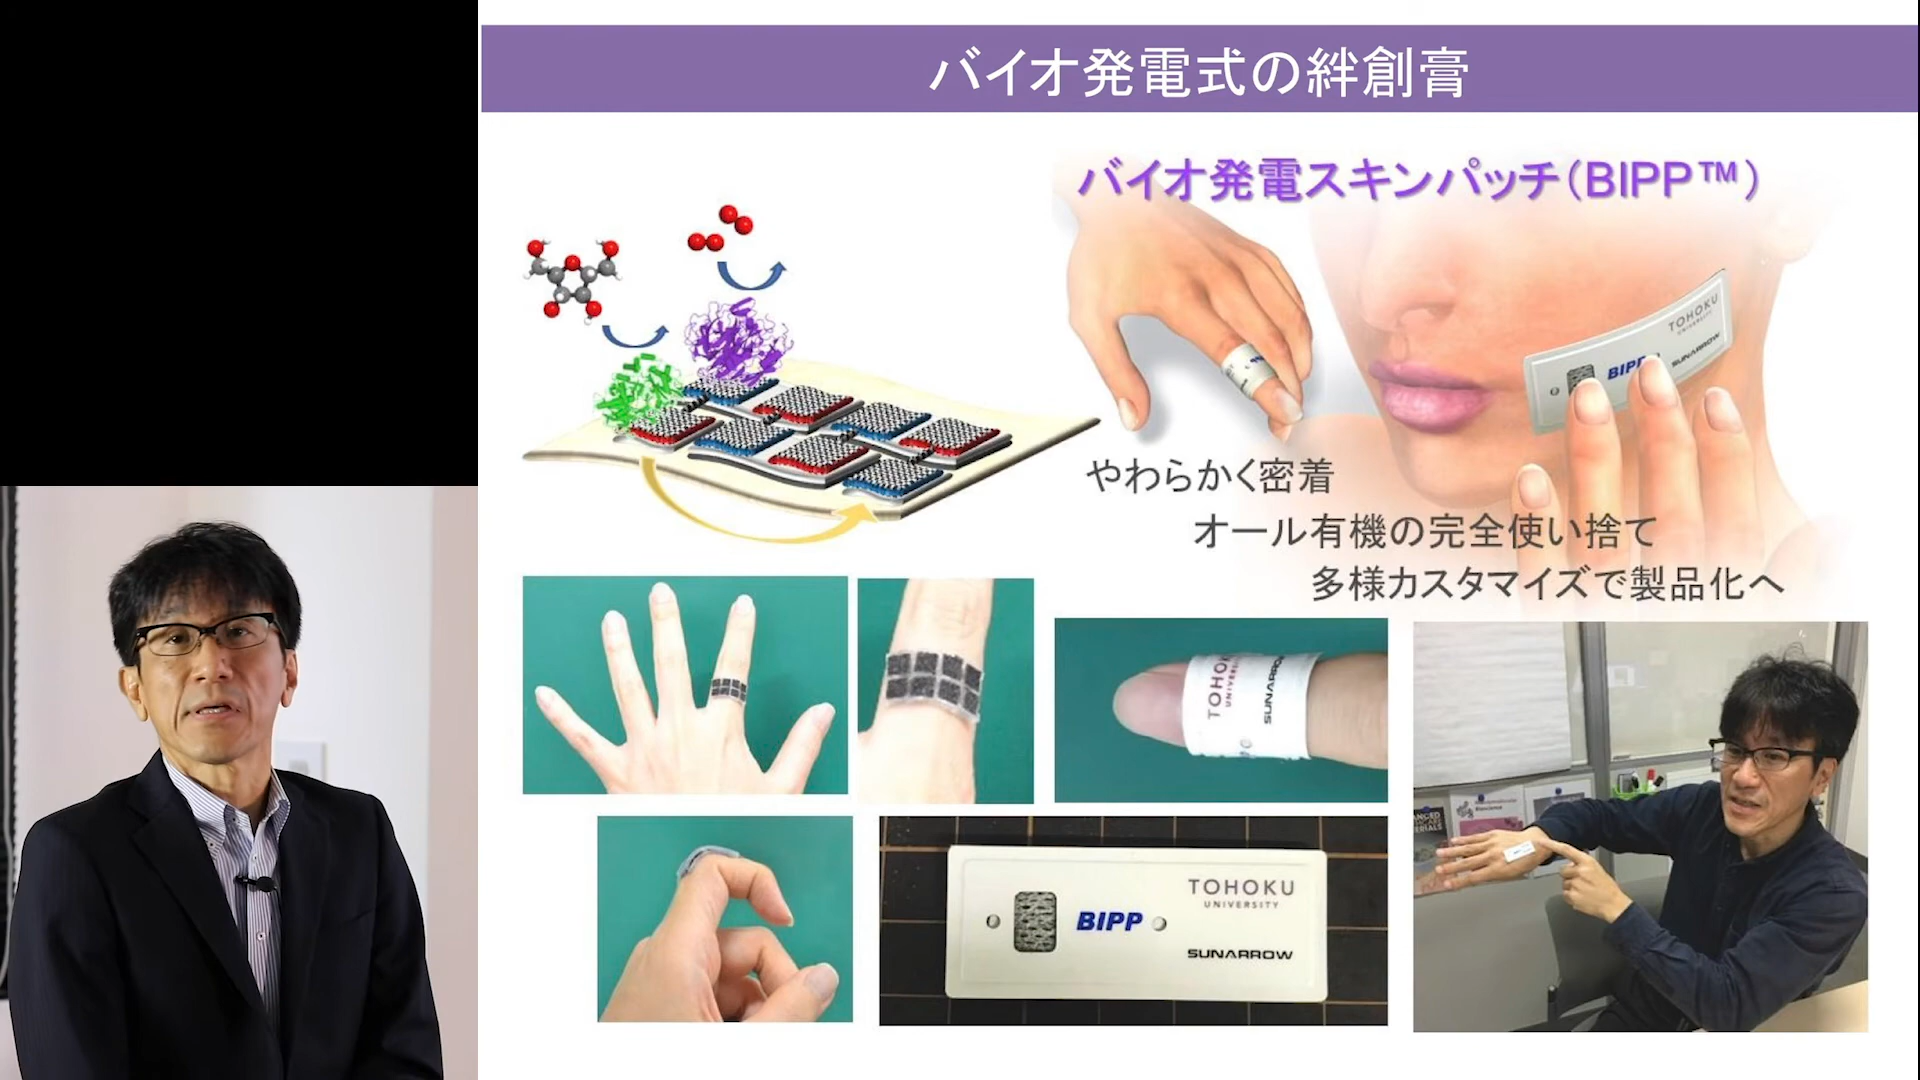 バイオ発電式の絆創膏
バイオ発電スキンパッチ（BIPP™）
TOHOKU
UNIVERSITY
BIPP
SUNARROW
やわらかく密着
オール有機の完全使い捨て
多様カスタマイズで製品化へ
TOHOKU
UNIVERSITY
SUNARROW
TOHOKU
UNIVERSITY
BIPP
SUNARROW